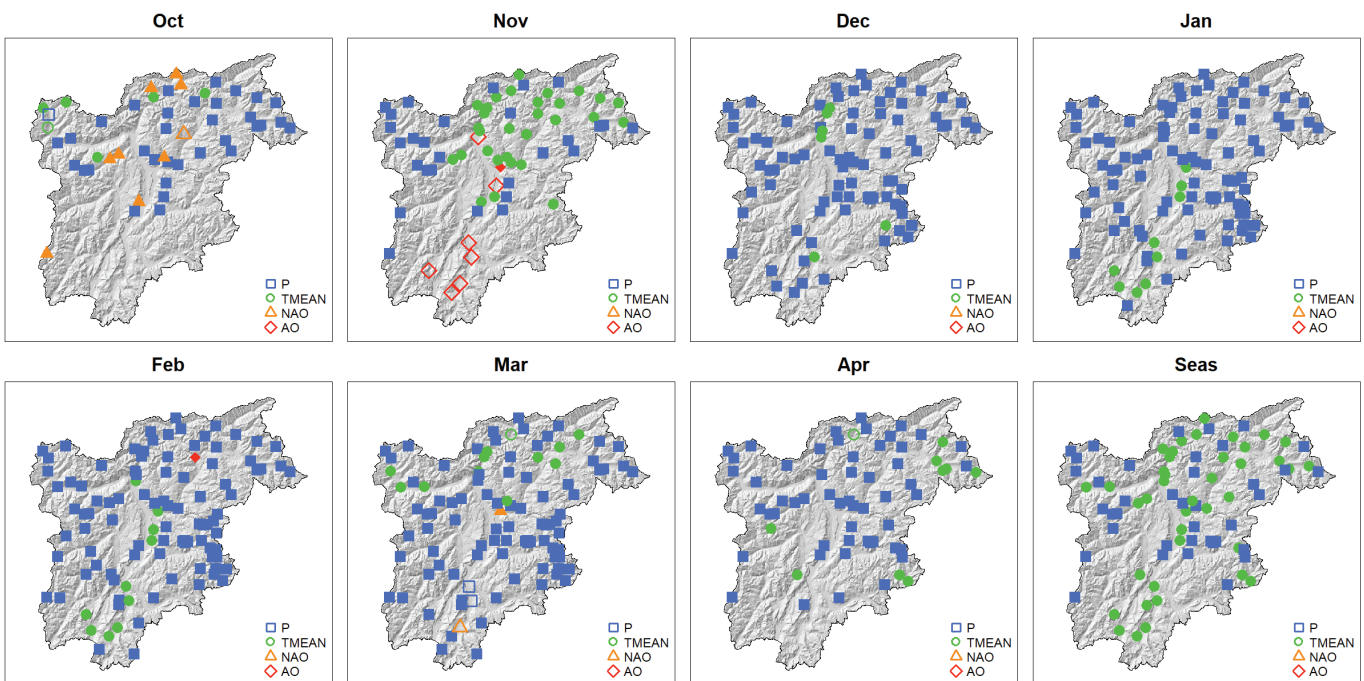 Oct
Nov
Dec
Jan
P
TMEAN
NAO
AO
P
TMEAN
NAO
AO
P
TMEAN
NAO
AO
P
TMEAN
NAO
AO
Feb
Mar
Apr
Seas
P
TMEAN
NAO
AO
P
TMEAN
NAO
AO
P
TMEAN
NAO
AO
P
TMEAN
NAO
AO